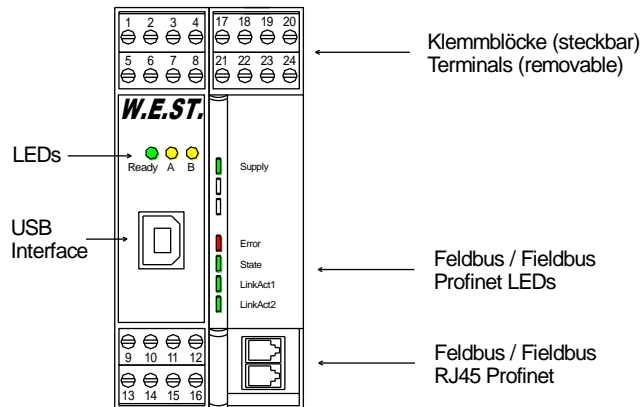 1 2 3 4 17 18 19 20
5 6 7 8 21 22 23 24
Klemmblöcke (steckbar)
Terminals (removable)
W.E.ST.
LEDs
Ready A B
Supply
USB
Interface
Error
State
LinkAct1
LinkAct2
Feldbus / Fieldbus
Profinet LEDs
9 10 11 12
13 14 15 16
Feldbus / Fieldbus
RJ45 Profinet